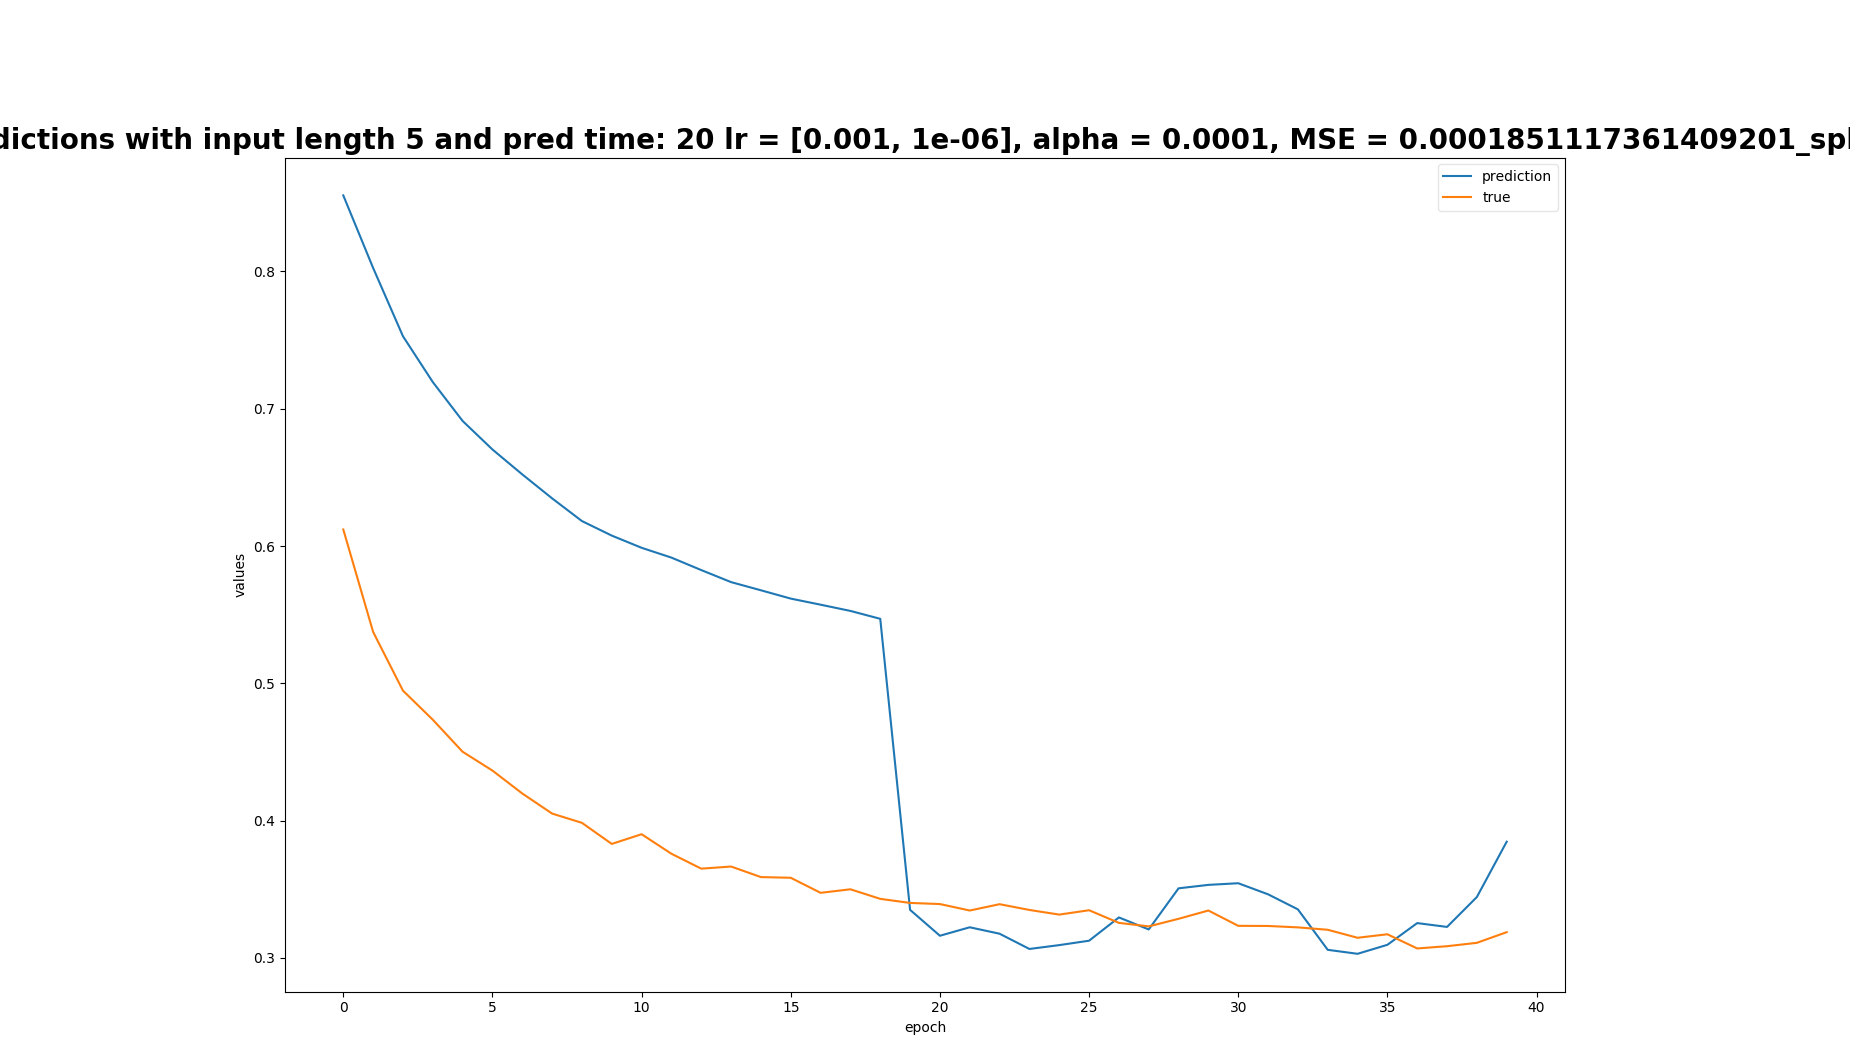 dictions with input length 5 and pred time: 20 lr = [0.001, 1e-06], alpha = 0.0001, MSE = 0.0001851117361409201_spl
prediction
true
0.8
0.7
0.6
0.5
0.4
0.3
values
0 5 10 15 20 25 30 35 40
epoch